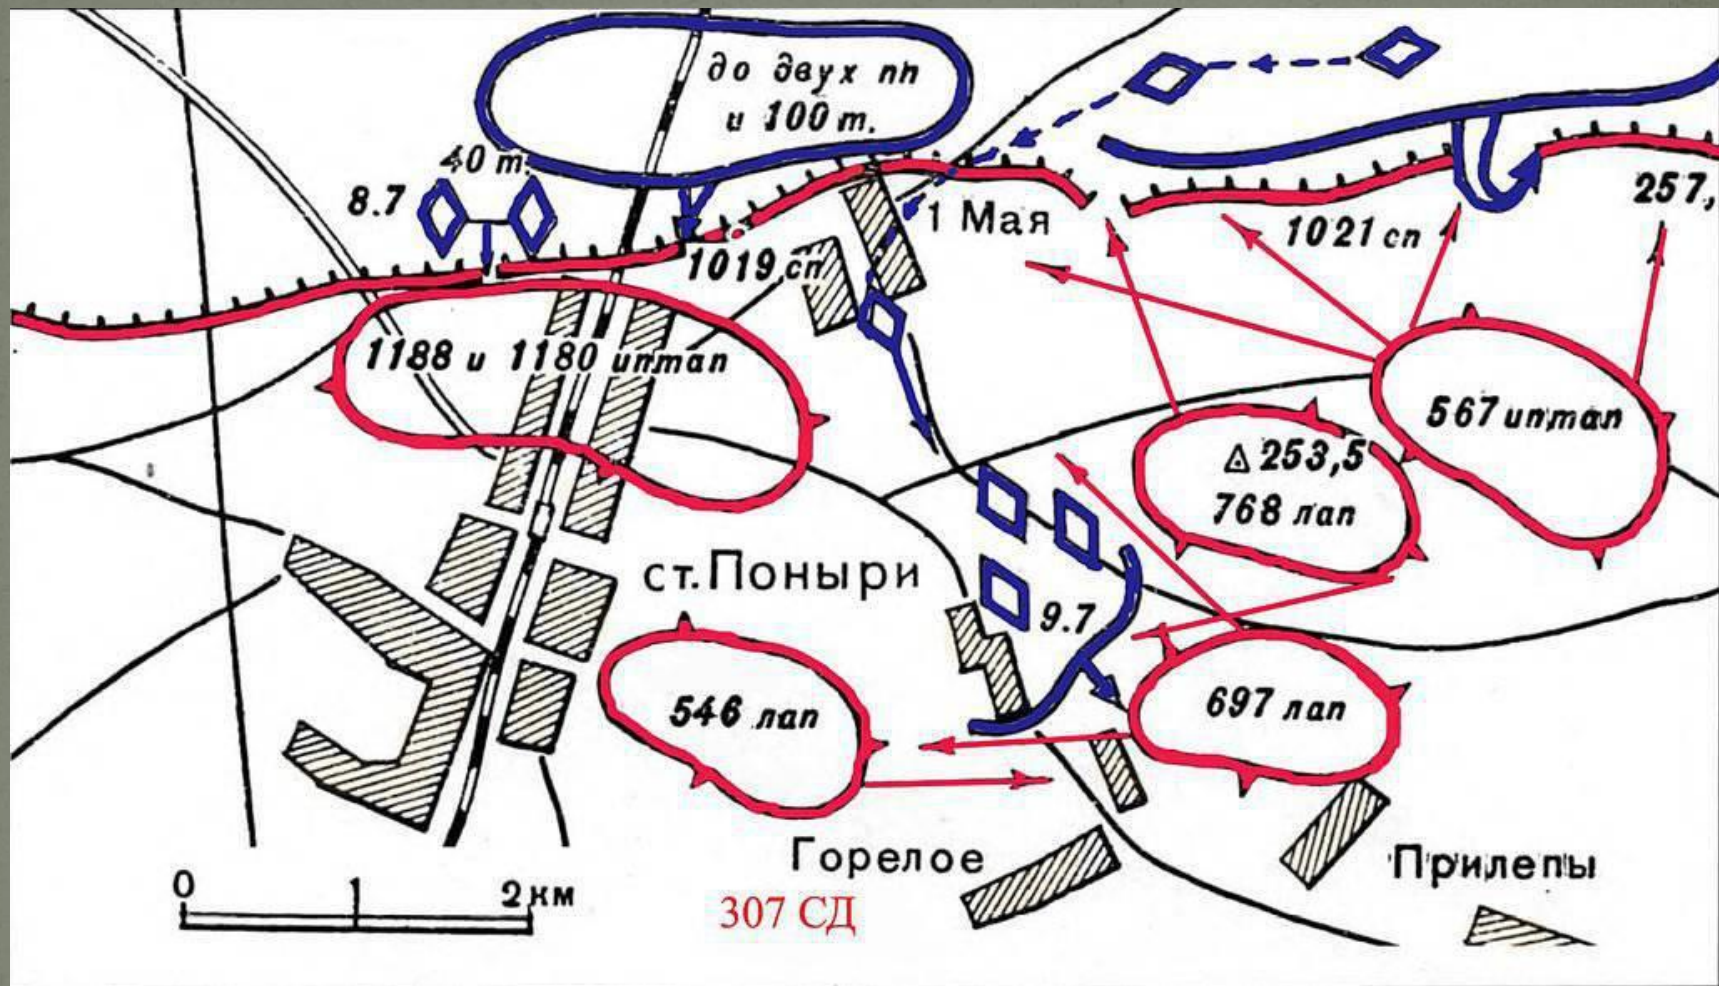 до двух пп
и 100 т.
40 т.
8.7
1 Мая
257,
1021 сп
1019 сп
1188 и 1180 иптап
567 иптап
253,5
768 лап
ст.Поныри
9.7
546 лап
697 лап
Горелое
Прилепы
307 СД
0 1 2 км